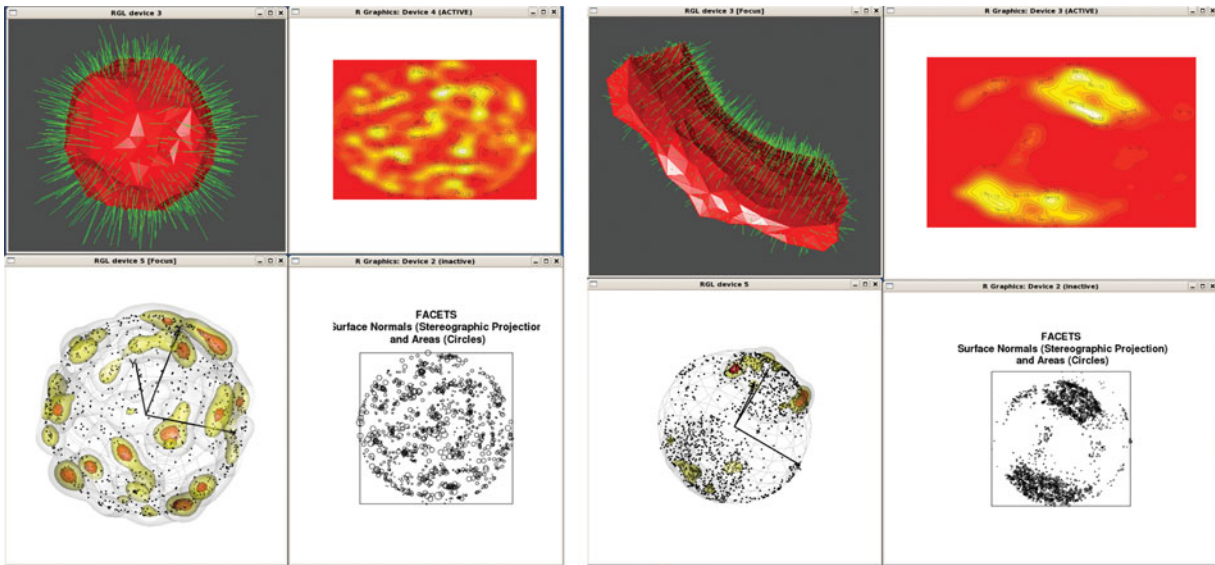 RGL device 3
R Graphics: Device 4 (ACTIVE)
RGL device 3 [Focus]
R Graphics: Device 3 (ACTIVE)
RGL device 5 [Focus]
R Graphics: Device 2 (inactive)
FACETS
Surface Normals (Stereographic Projection
and Areas (Circles)
RGL device 5
R Graphics: Device 2 (inactive)
FACETS
Surface Normals (Stereographic Projection)
and Areas (Circles)